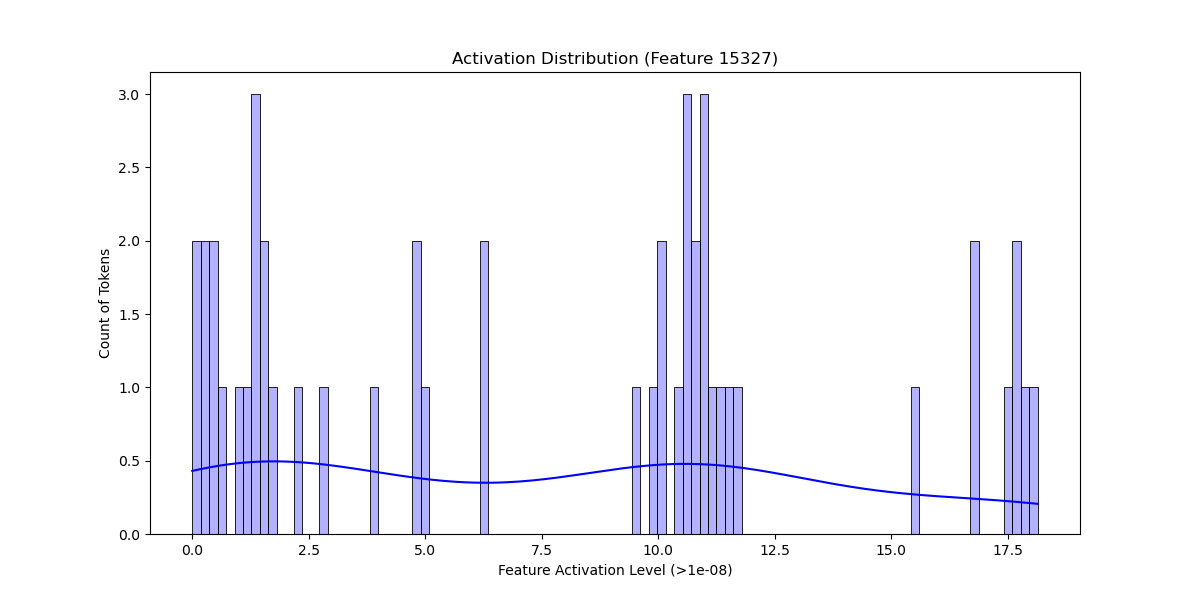 Activation Distribution (Feature 15327)
3.0
2.5
2.0
1.5
1.0
0.5
0.0
Count of Tokens
0.0 2.5 5.0 7.5 10.0 12.5 15.0 17.5
Feature Activation Level (>1e-08)